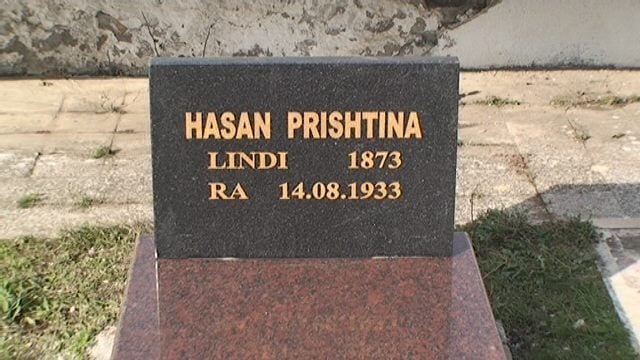 HASAN PRISHTINA
LINDI 1873
RA 14.08.1933